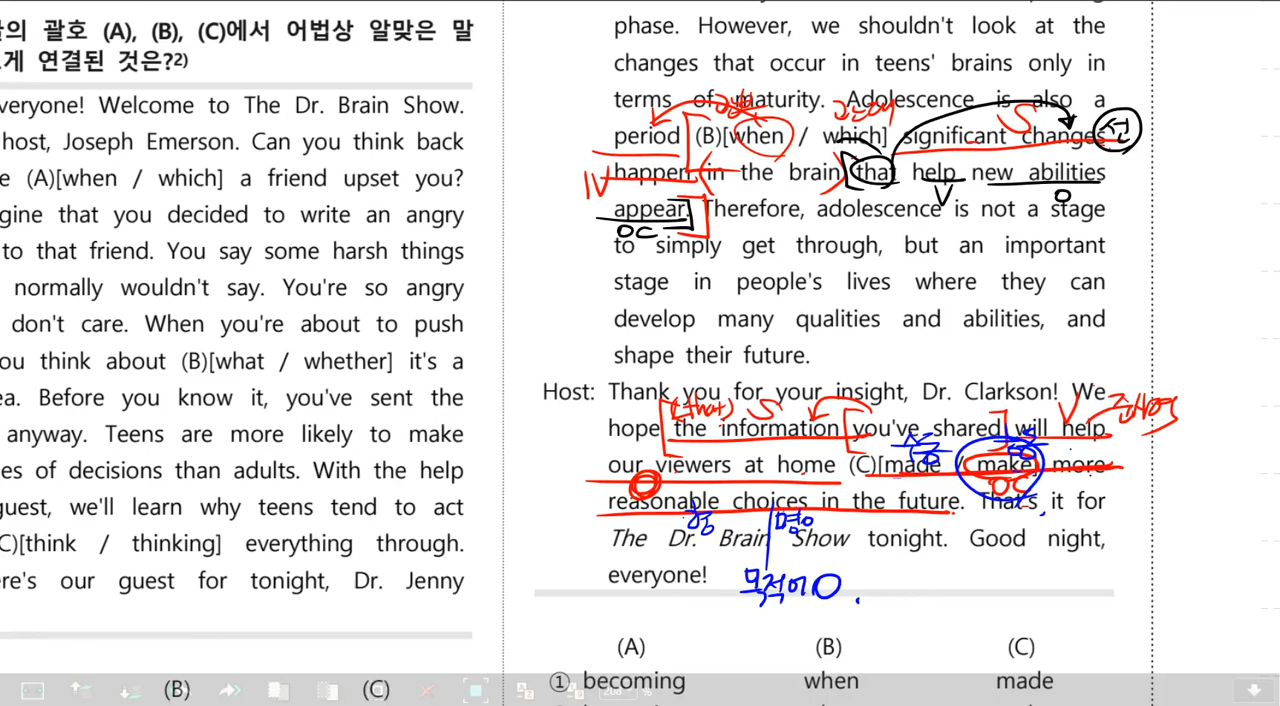 의 괄호 (A), (B), (C)에서 어법상 알맞은 말
게 연결된 것은?2)
veryone! Welcome to The Dr. Brain Show.
host, Joseph Emerson. Can you think back
e (A)[when / which] a friend upset you?
gine that you decided to write an angry
to that friend. You say some harsh things
normally wouldn't say. You're so angry
don't care. When you're about to push
ou think about (B)[what / whether] it's a
ea. Before you know it, you've sent the
anyway. Teens are more likely to make
es of decisions than adults. With the help
guest, we'll learn why teens tend to act
C)[think / thinking] everything through.
ere's our guest for tonight, Dr. Jenny
(B) (C)
phase. However, we shouldn't look at the
changes that occur in teens' brains only in
terms of maturity. Adolescence is also a
S
period (B)[when / which] significant changes
happen in the brain that help new abilities
1V V O
appear. Therefore, adolescence is not a stage
OC
to simply get through, but an important
stage in people's lives where they can
develop many qualities and abilities, and
shape their future.
Host: Thank you for your insight, Dr. Clarkson! We
(that) S V
hope the information you've shared will help
our viewers at home (C)[made / make] more
OC
reasonable choices in the future. That's it for
형 명
The Dr. Brain Show tonight. Good night,
everyone!
목적어
(A) (B) (C)
① becoming when made